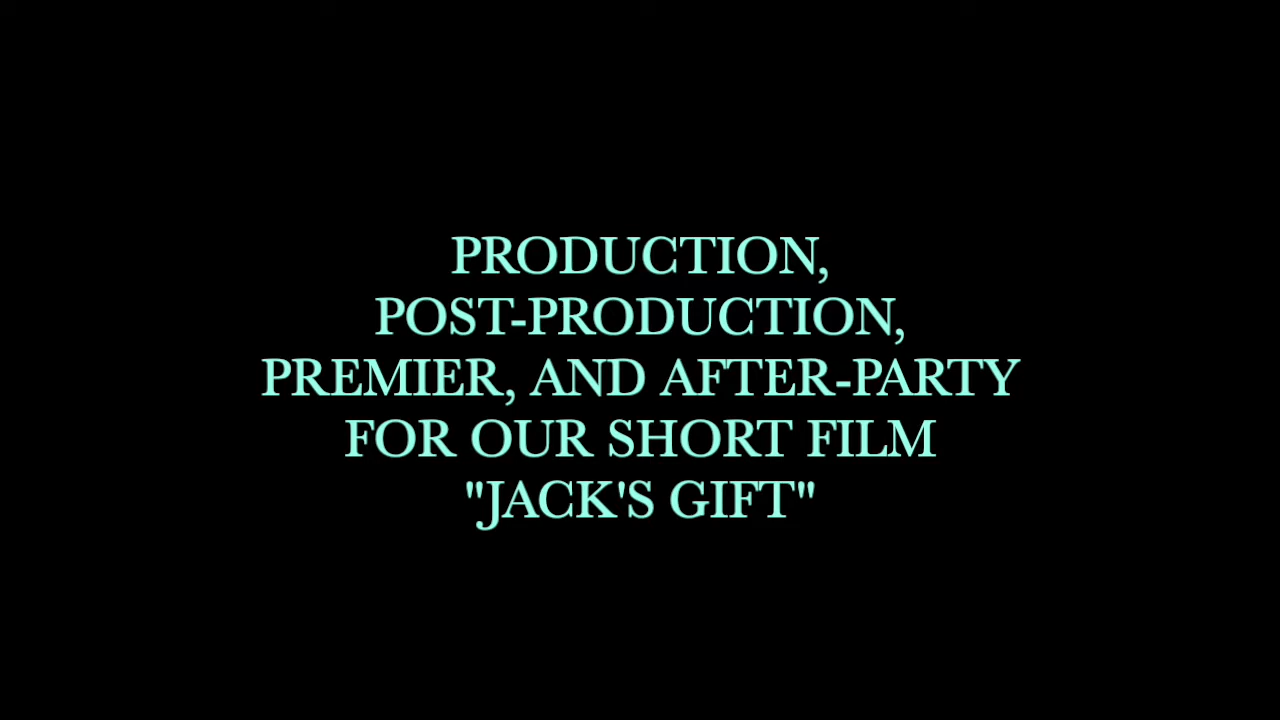 PRODUCTION,
POST-PRODUCTION,
PREMIER, AND AFTER-PARTY
FOR OUR SHORT FILM
"JACK'S GIFT"